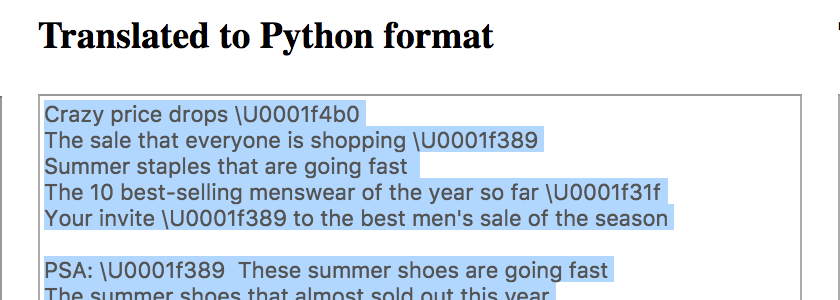 Translated to Python format
Crazy price drops \U0001f4b0
The sale that everyone is shopping \U0001f389
Summer staples that are going fast
The 10 best-selling menswear of the year so far \U0001f31f
Your invite \U0001f389 to the best men's sale of the season
PSA: \U0001f389  These summer shoes are going fast
The summer shoes that almost sold out this year